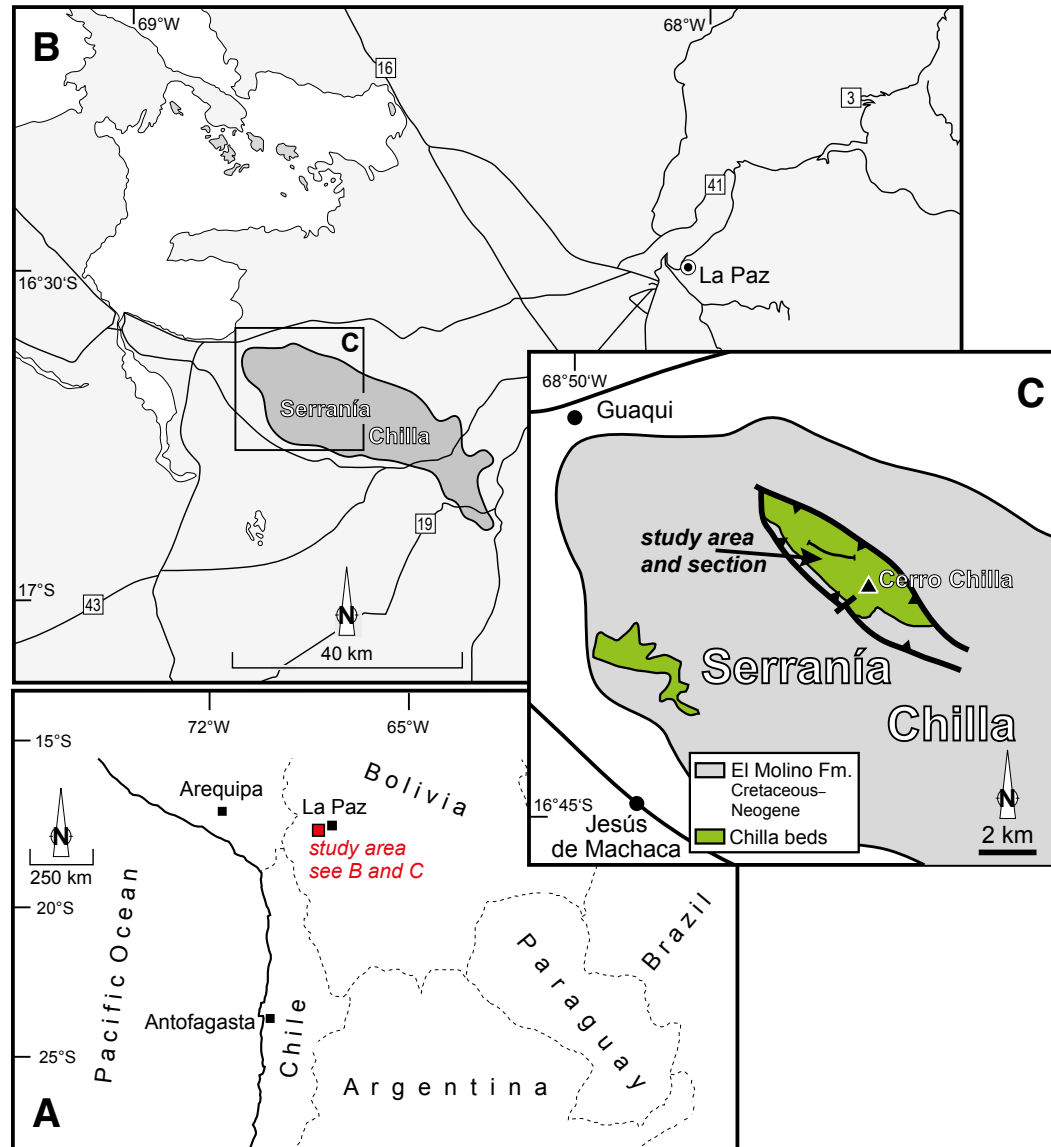 B
69°W
68°W
16
3
41
La Paz
16°30‘S
C
Serranía
Chilla
19
17°S
43
N
40 km
C
68°50‘W
Guaqui
study area
and section
Cerro Chilla
Serranía
Chilla
El Molino Fm.
Cretaceous–
Neogene
Chilla beds
16°45‘S
Jesús
de Machaca
N
2 km
72°W
65°W
15°S
Arequipa
Bolivia
La Paz
study area
see B and C
N
250 km
20°S
Pacific Ocean
Brazil
Paraguay
Antofagasta
Chile
25°S
Argentina
A